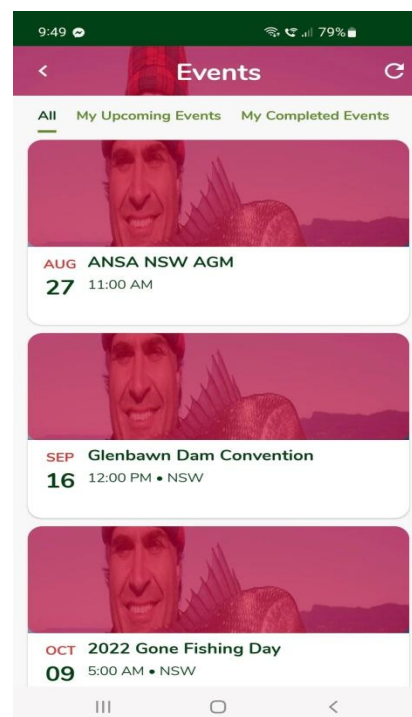 9:49 79%
Events
All My Upcoming Events My Completed Events
AUG ANSA NSW AGM
27 11:00 AM
SEP Glenbawn Dam Convention
16 12:00 PM • NSW
OCT 2022 Gone Fishing Day
09 5:00 AM • NSW